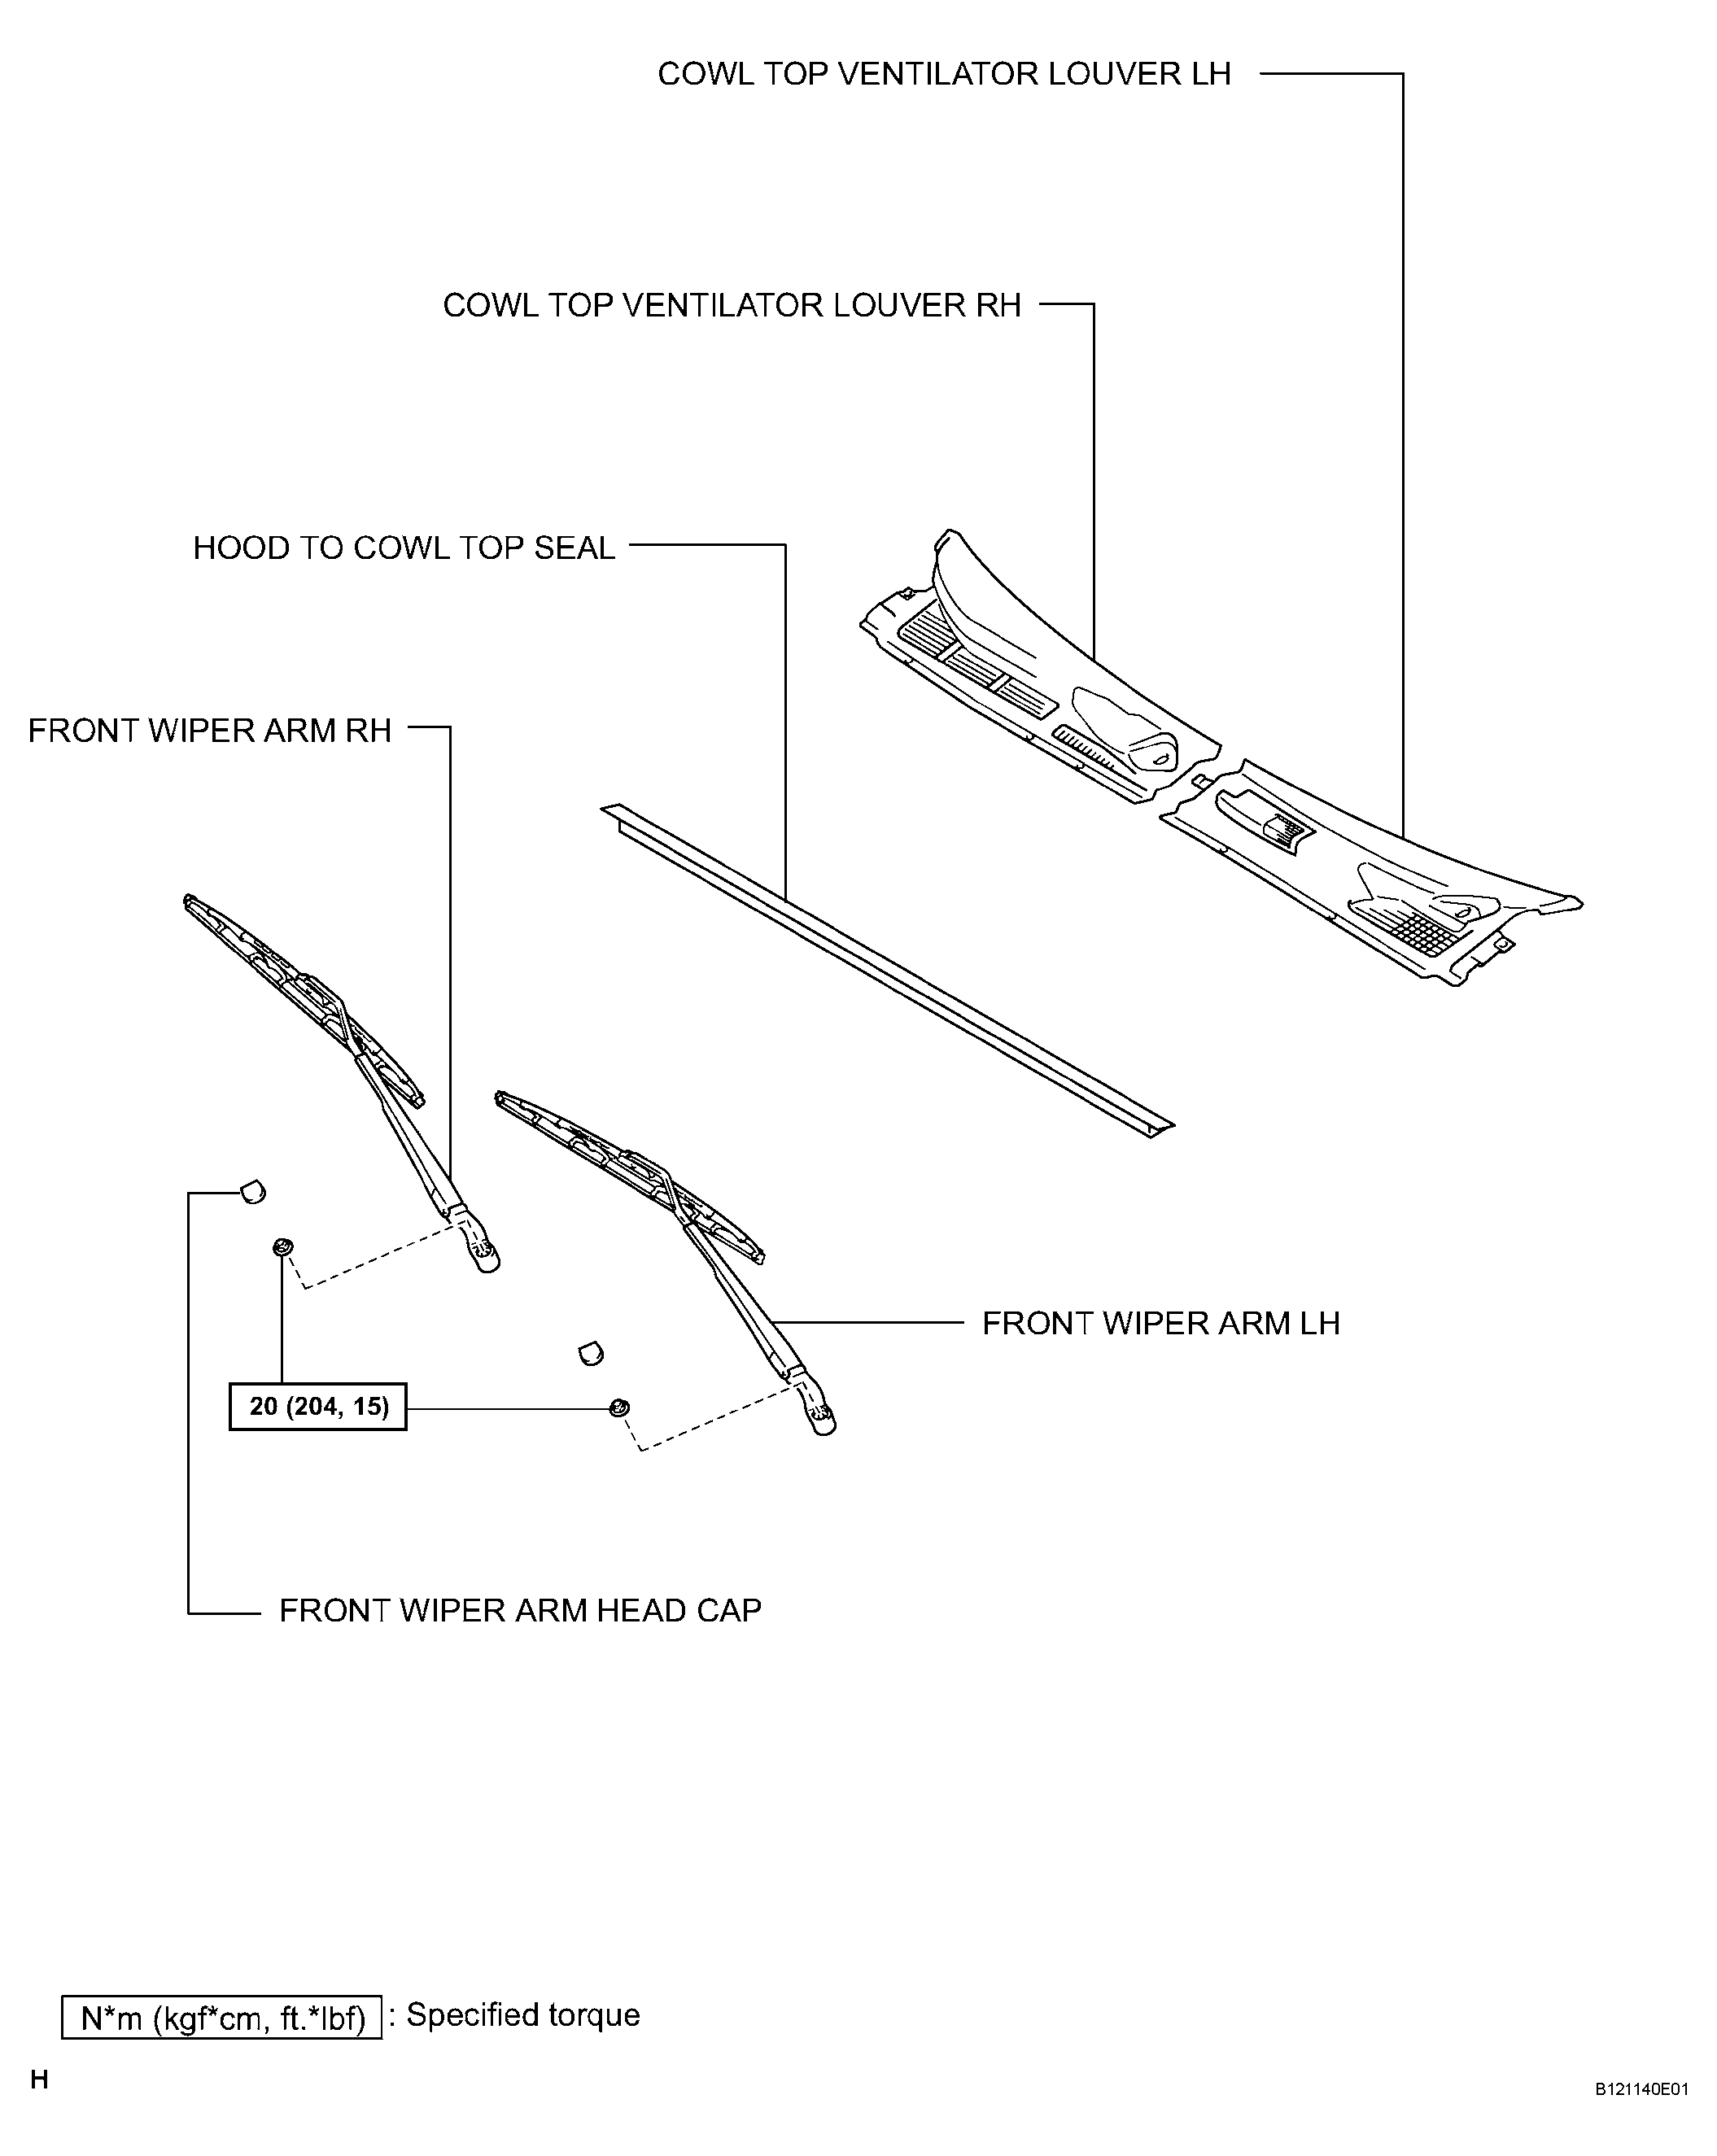 COWL TOP VENTILATOR LOUVER LH
COWL TOP VENTILATOR LOUVER RH
HOOD TO COWL TOP SEAL
FRONT WIPER ARM RH
FRONT WIPER ARM LH
20 (204, 15)
FRONT WIPER ARM HEAD CAP
N*m (kgf*cm, ft.*lbf) : Specified torque
H
B121140E01